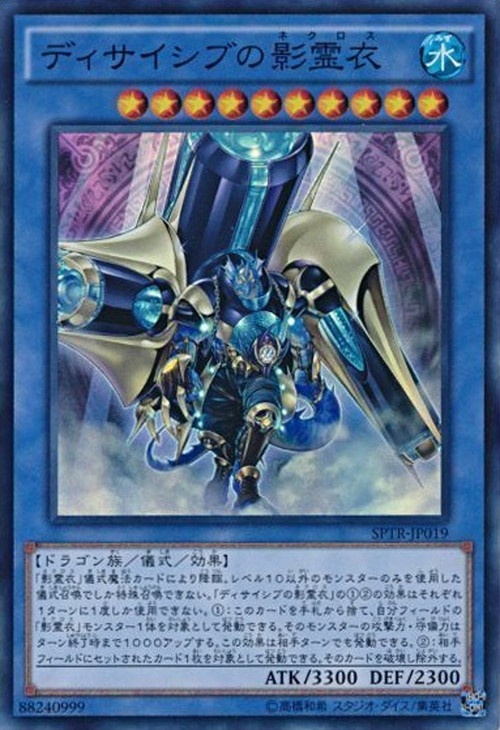 ネクロス
ディサイシブの影霊衣
水
SPTR-JP019
【ドラゴン族／儀式／効果】
「影霊衣」儀式魔法カードにより降臨。レベル１０以外のモンスターのみを使用した
儀式召喚でしか特殊召喚できない。「ディサイシブの影霊衣」の①②の効果はそれぞれ
１ターンに１度しか使用できない。①：このカードを手札から捨て、自分フィールドの
「影霊衣」モンスター１体を対象として発動できる。そのモンスターの攻撃力・守備力は
ターン終了時まで１０００アップする。この効果は相手ターンでも発動できる。②：相手
フィールドにセットされたカード１枚を対象として発動できる。そのカードを破壊し除外する。
ATK/3300 DEF/2300
88240999
©高橋和希 スタジオ・ダイス/集英社